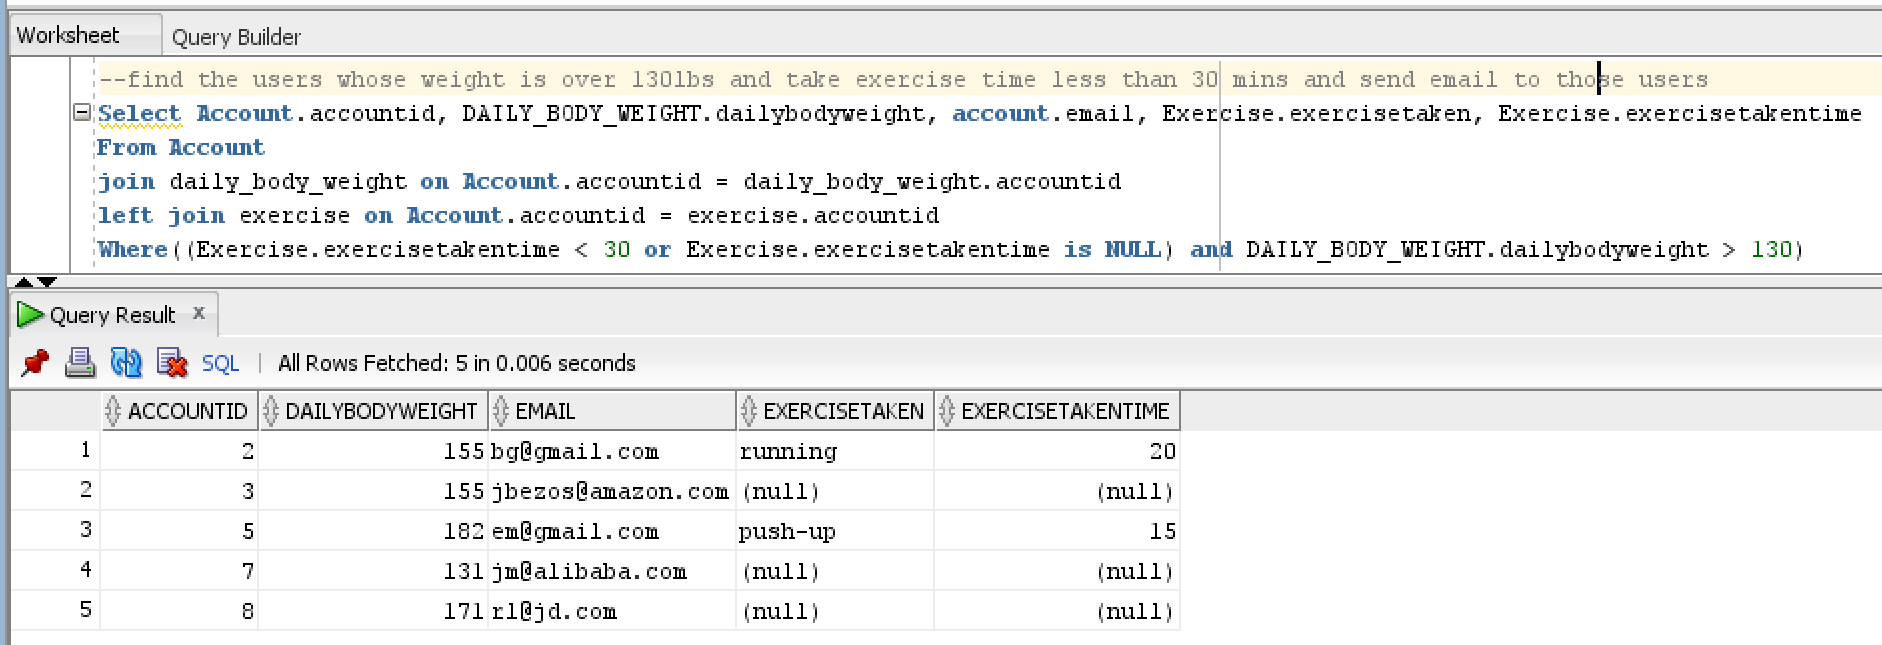 Worksheet Query Builder
--find the users whose weight is over 130lbs and take exercise time less than 30 mins and send email to those users
Select Account.accountid, DAILY_BODY_WEIGHT.dailybodyweight, account.email, Exercise.exercisetaken, Exercise.exercisetakentime
From Account
join daily_body_weight on Account.accountid = daily_body_weight.accountid
left join exercise on Account.accountid = exercise.accountid
Where((Exercise.exercisetakentime < 30 or Exercise.exercisetakentime is NULL) and DAILY_BODY_WEIGHT.dailybodyweight > 130)
Query Result x
SQL | All Rows Fetched: 5 in 0.006 seconds
ACCOUNTID DAILYBODYWEIGHT EMAIL EXERCISETAKEN EXERCISETAKENTIME
1 2 155 bg@gmail.com running 20
2 3 155 jbezos@amazon.com (null) (null)
3 5 182 em@gmail.com push-up 15
4 7 131 jm@alibaba.com (null) (null)
5 8 171 rl@jd.com (null) (null)